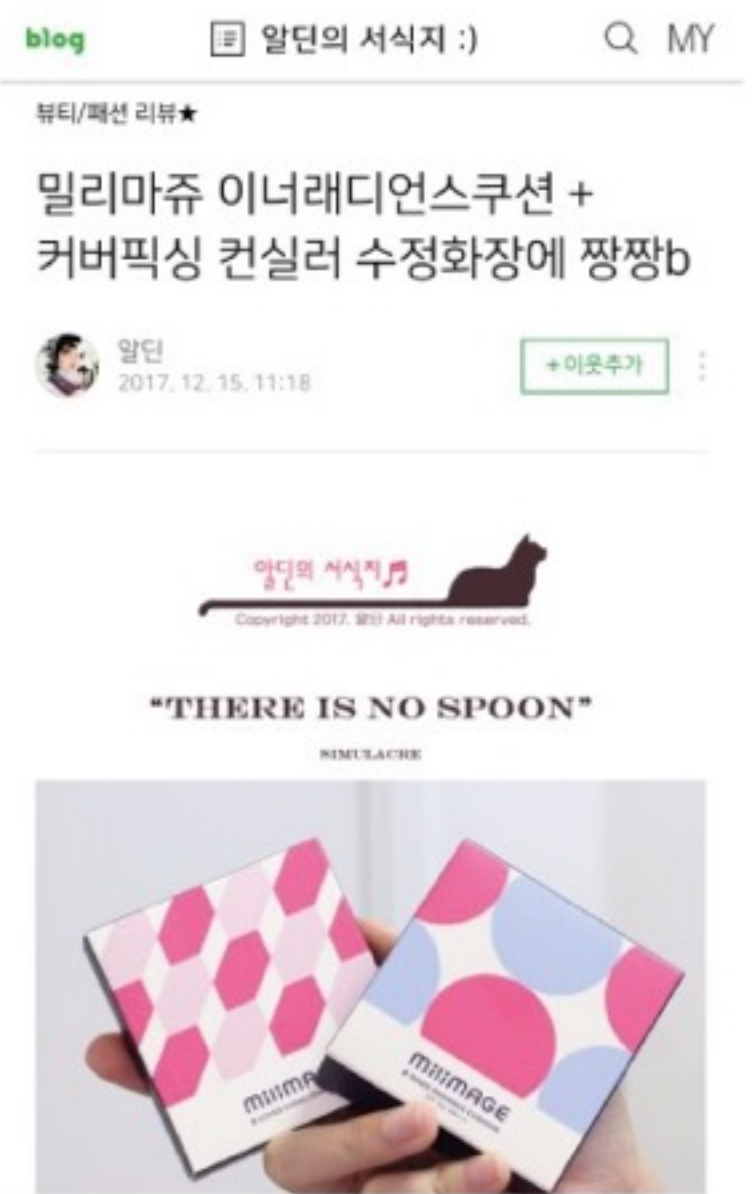 blog
알딘의 서식지 :)
MY
뷰티/패션 리뷰★
밀리마쥬 이너래디언스쿠션 +
커버픽싱 컨실러 수정화장에 짱짱b
알딘
2017. 12. 15. 11:18
+이웃추가
알딘의 서식지
Copyright 2017. 알딘 All rights reserved.
“THERE IS NO SPOON”
SIMULACRE
miliMAGE